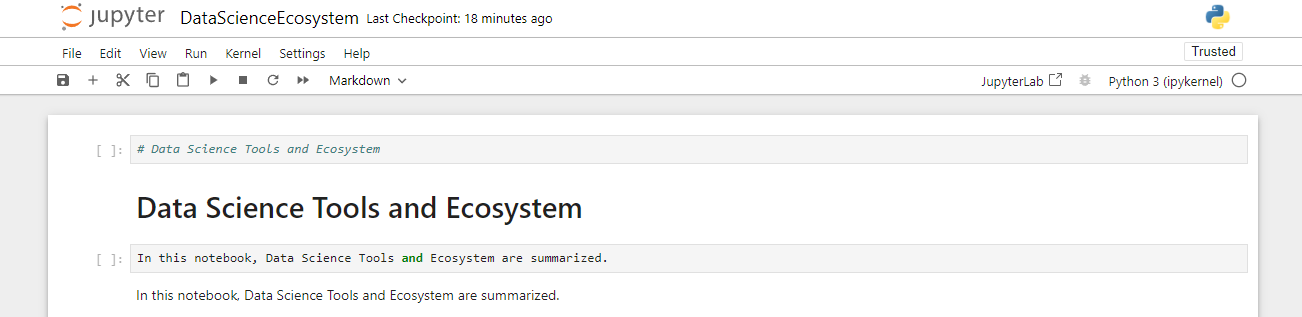 jupyter DataScienceEcosystem Last Checkpoint: 18 minutes ago
File Edit View Run Kernel Settings Help Trusted
Markdown JupyterLab Python 3 (ipykernel)
[ ]: # Data Science Tools and Ecosystem
Data Science Tools and Ecosystem
[ ]: In this notebook, Data Science Tools and Ecosystem are summarized.
In this notebook, Data Science Tools and Ecosystem are summarized.